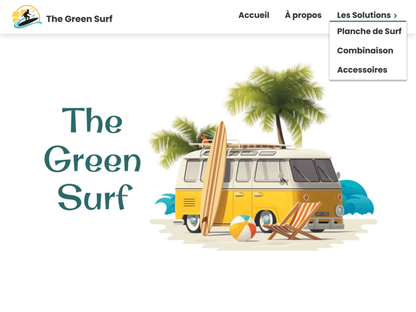 The Green Surf
Accueil
À propos
Les Solutions
Planche de Surf
Combinaison
Accessoires
The
Green
Surf